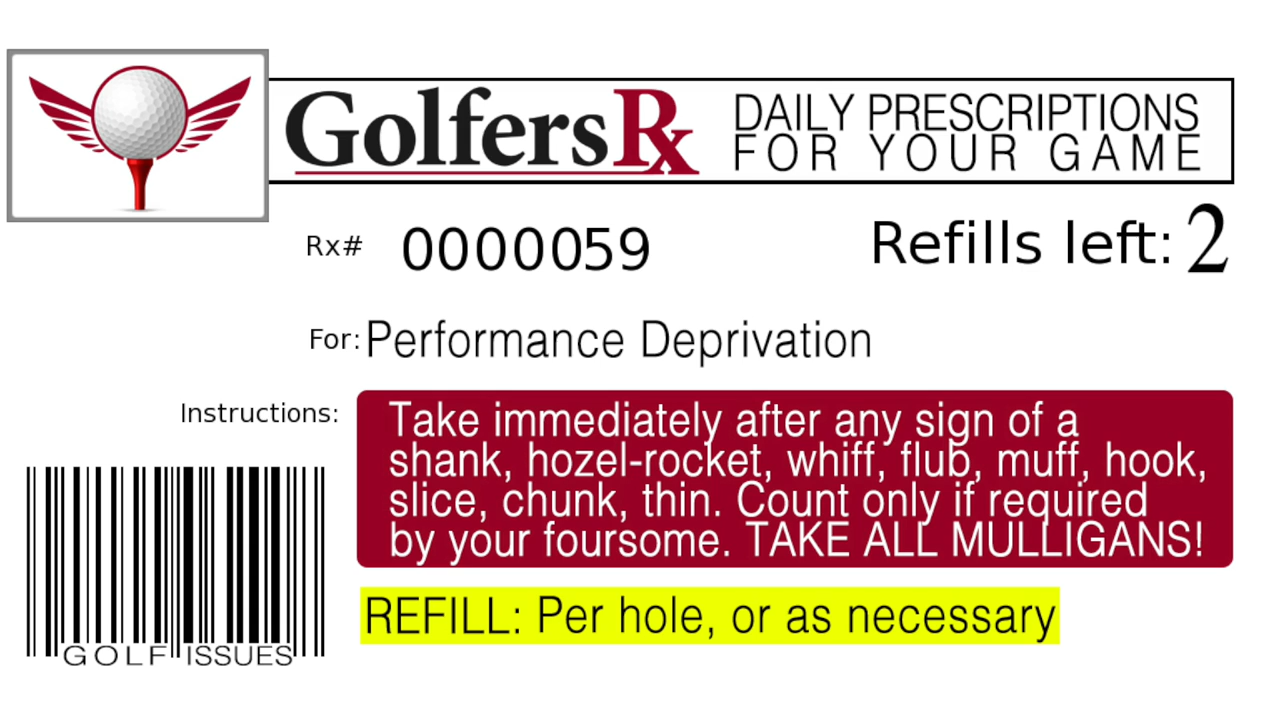 GolfersRx
DAILY PRESCRIPTIONS
FOR YOUR GAME
Rx# 0000059
Refills left: 2
For: Performance Deprivation
Instructions:
Take immediately after any sign of a
shank, hozel-rocket, whiff, flub, muff, hook,
slice, chunk, thin. Count only if required
by your foursome. TAKE ALL MULLIGANS!
REFILL: Per hole, or as necessary
GOLF ISSUES